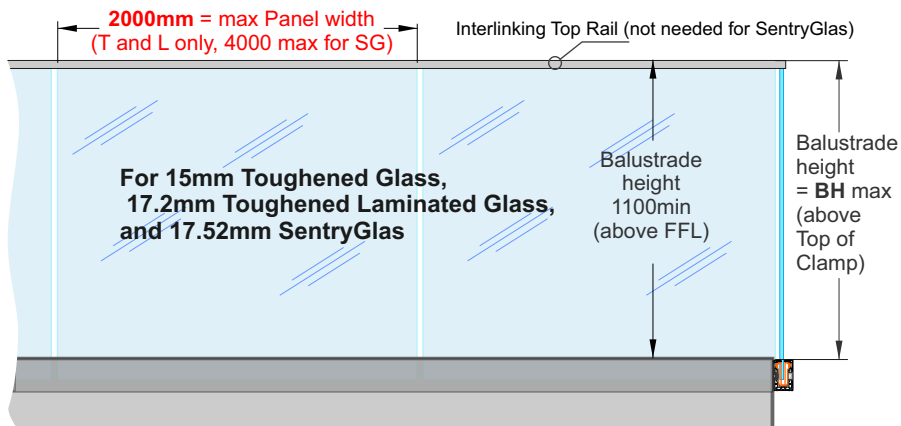 2000mm = max Panel width
(T and L only, 4000 max for SG)
Interlinking Top Rail (not needed for SentryGlas)
For 15mm Toughened Glass,
17.2mm Toughened Laminated Glass,
and 17.52mm SentryGlas
Balustrade
height
1100min
(above FFL)
Balustrade
height
= BH max
(above
Top of
Clamp)